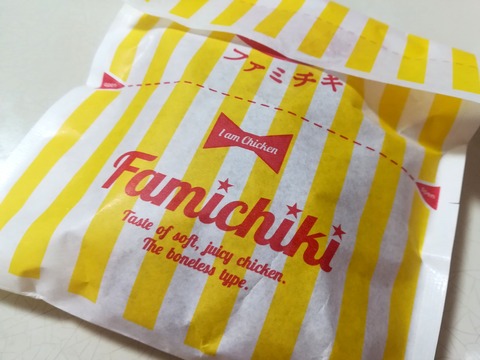 ファミチキ
I am Chicken
Famichiki
Taste of soft, juicy chicken.
The boneless type.